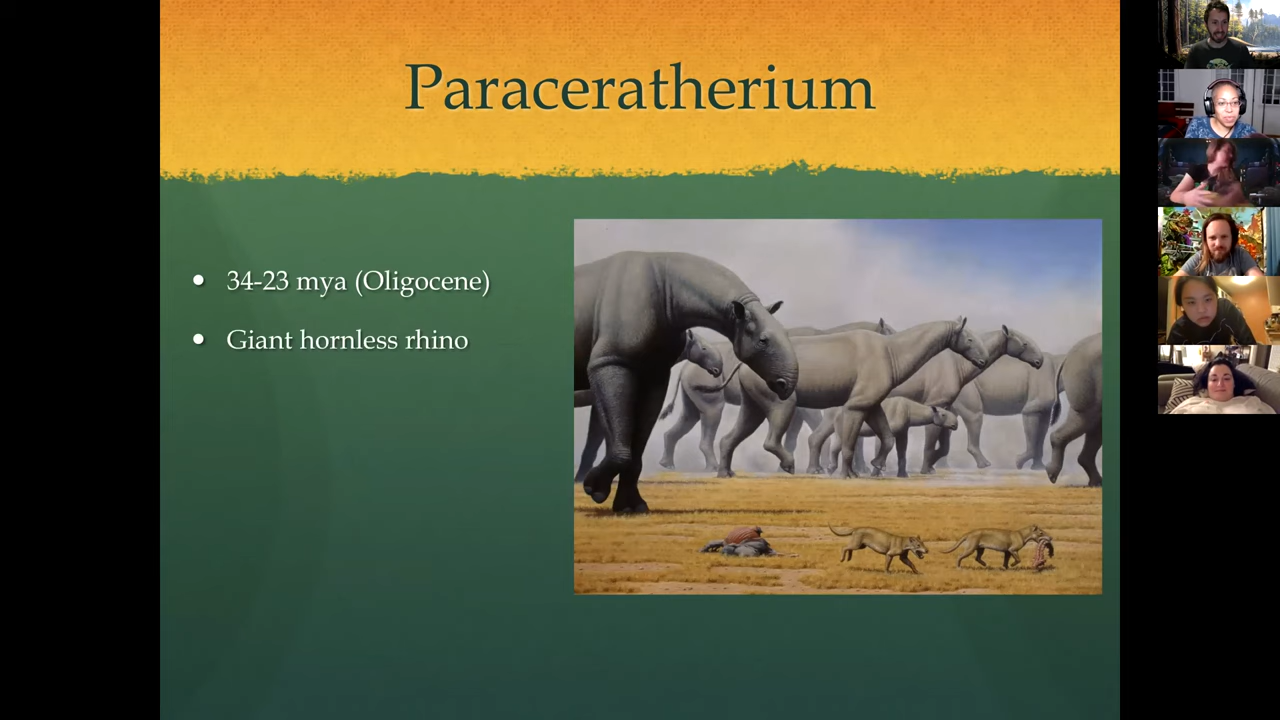 Paraceratherium
• 34-23 mya (Oligocene)
• Giant hornless rhino